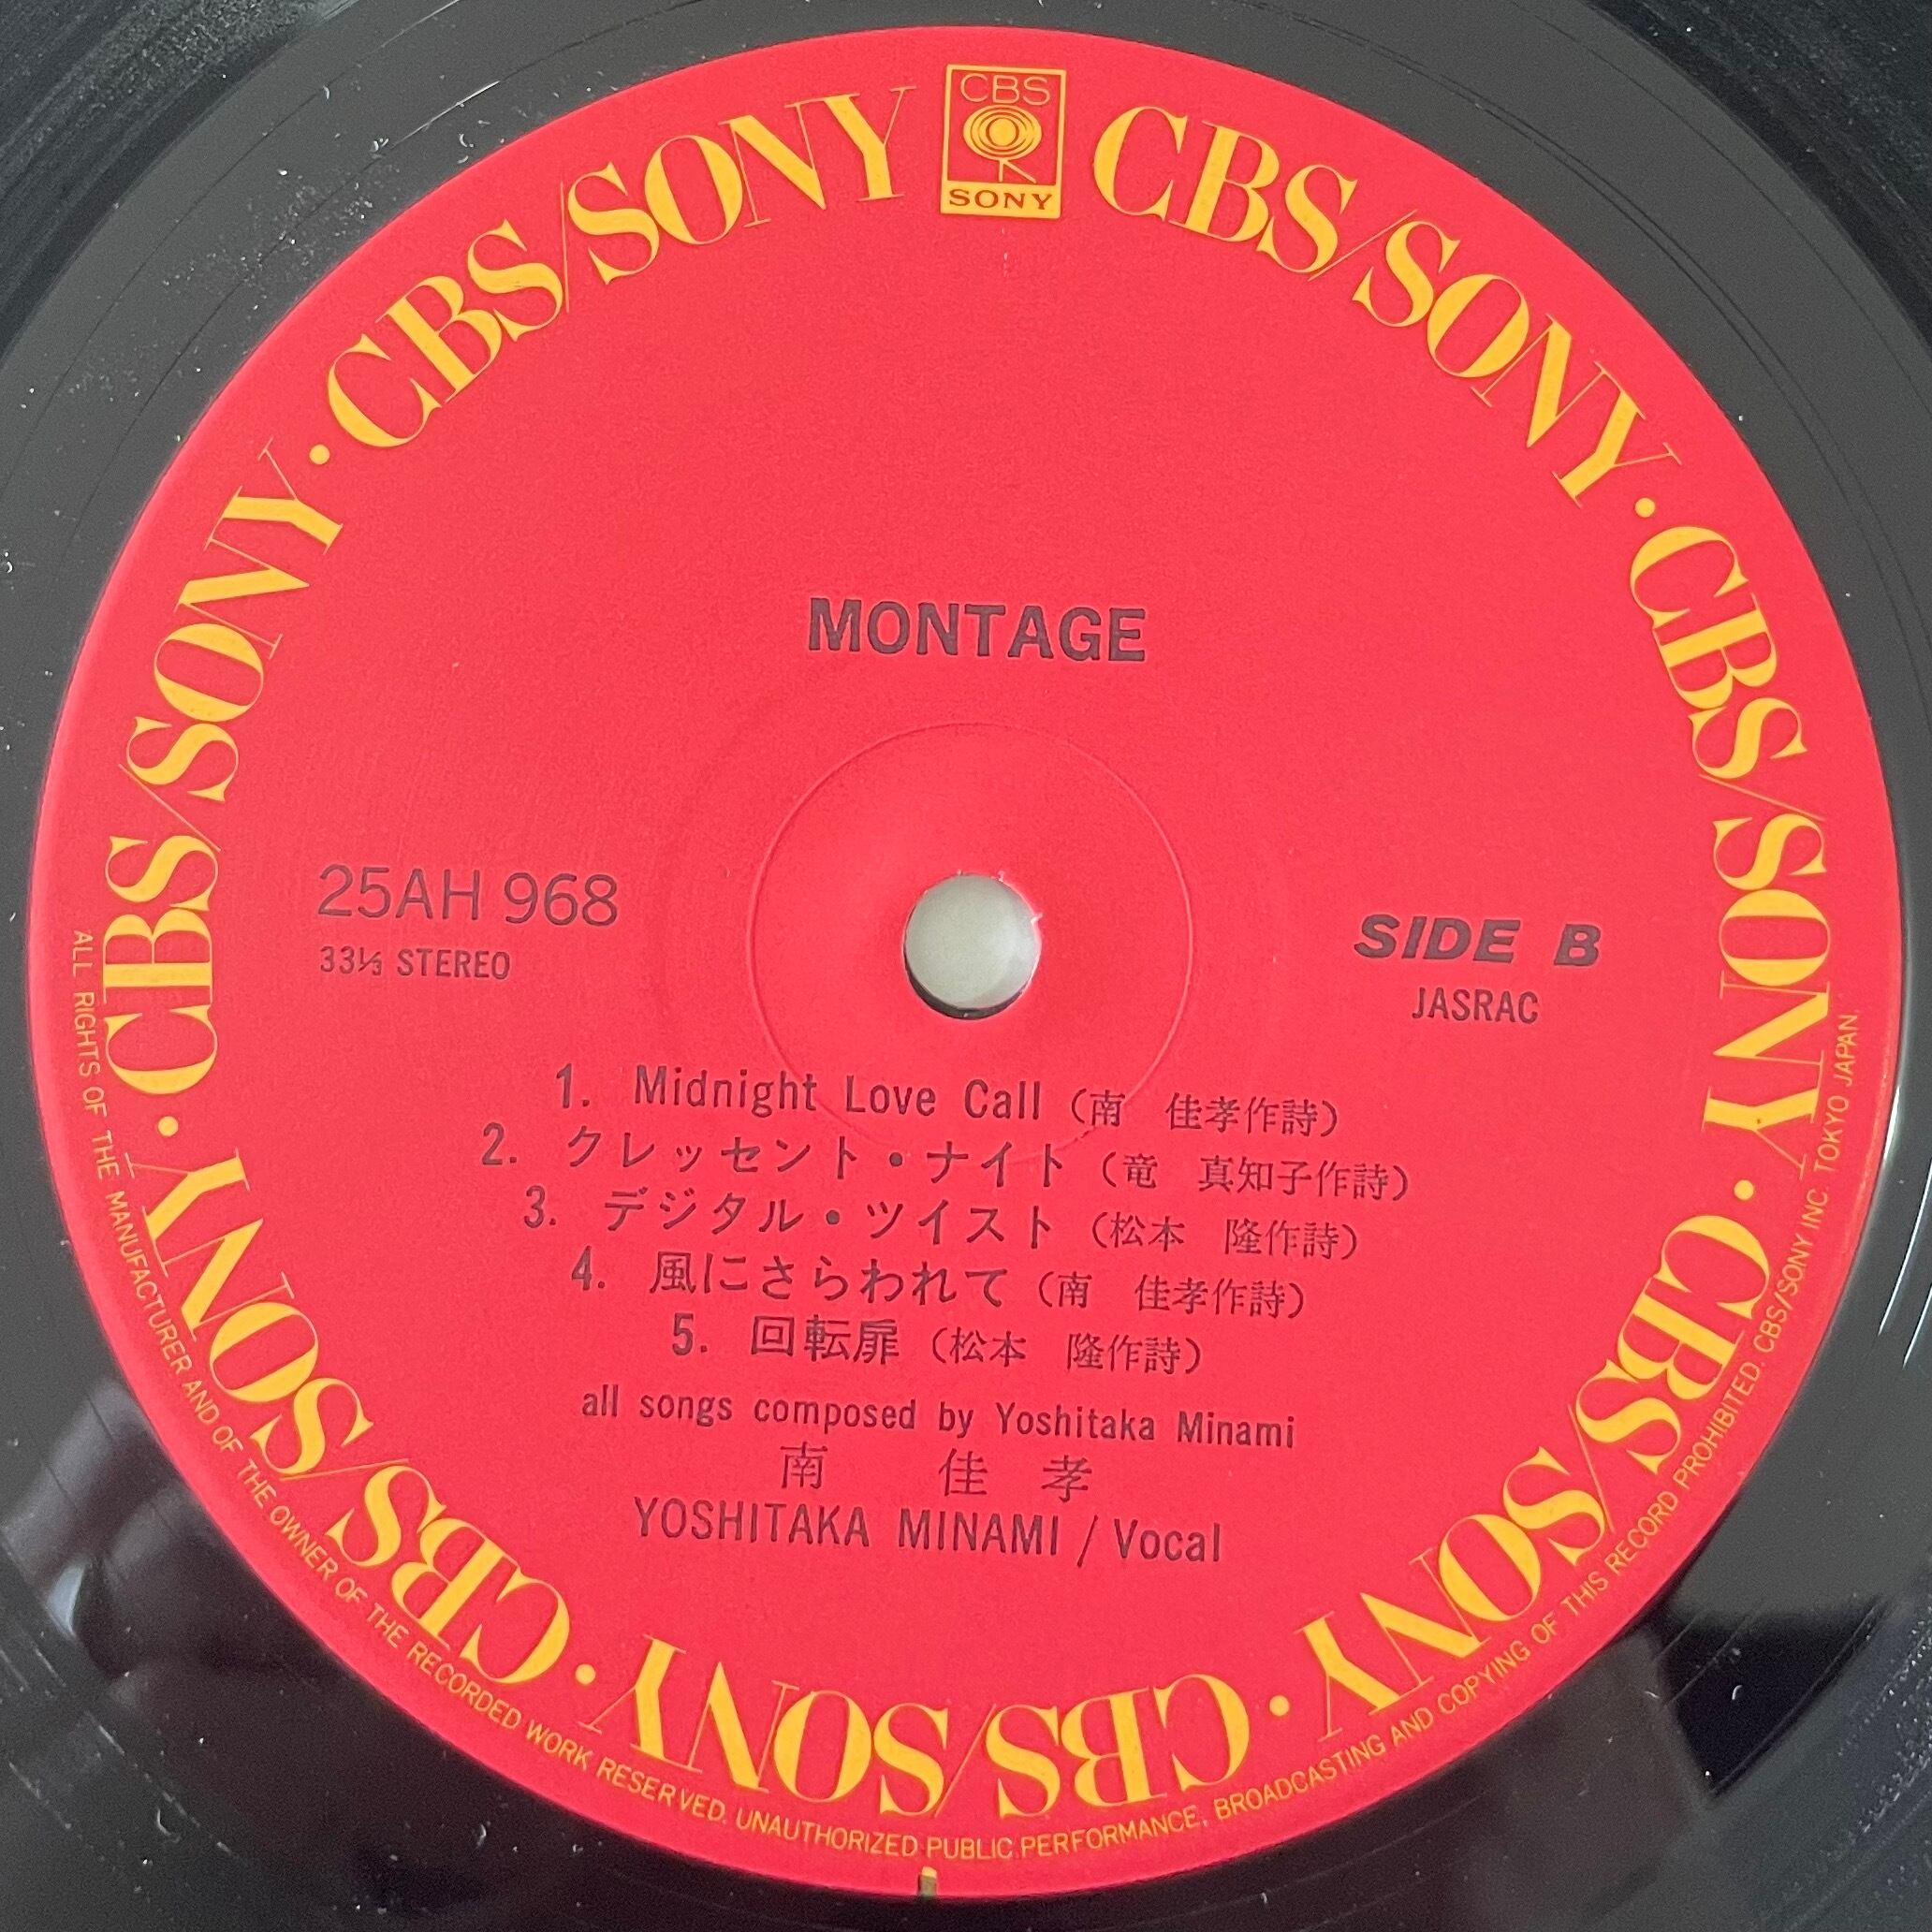 CBS
SONY
CBS/SONY · CBS/SONY · CBS/SONY · CBS/SONY · CBS/SONY · CBS/SONY · CBS/SONY · CBS/SONY
MONTAGE
25AH 968
33⅓ STEREO
SIDE B
JASRAC
1. Midnight Love Call (南 佳孝作詩)
2. クレッセント・ナイト (竜 真知子作詩)
3. デジタル・ツイスト (松本 隆作詩)
4. 風にさらわれて (南 佳孝作詩)
5. 回転扉 (松本 隆作詩)
all songs composed by Yoshitaka Minami
南 佳孝
YOSHITAKA MINAMI / Vocal
ALL RIGHTS OF THE MANUFACTURER AND OF THE OWNER OF THE RECORDED WORK RESERVED. UNAUTHORIZED PUBLIC PERFORMANCE, BROADCASTING AND COPYING OF THIS RECORD PROHIBITED. CBS/SONY INC. TOKYO JAPAN.